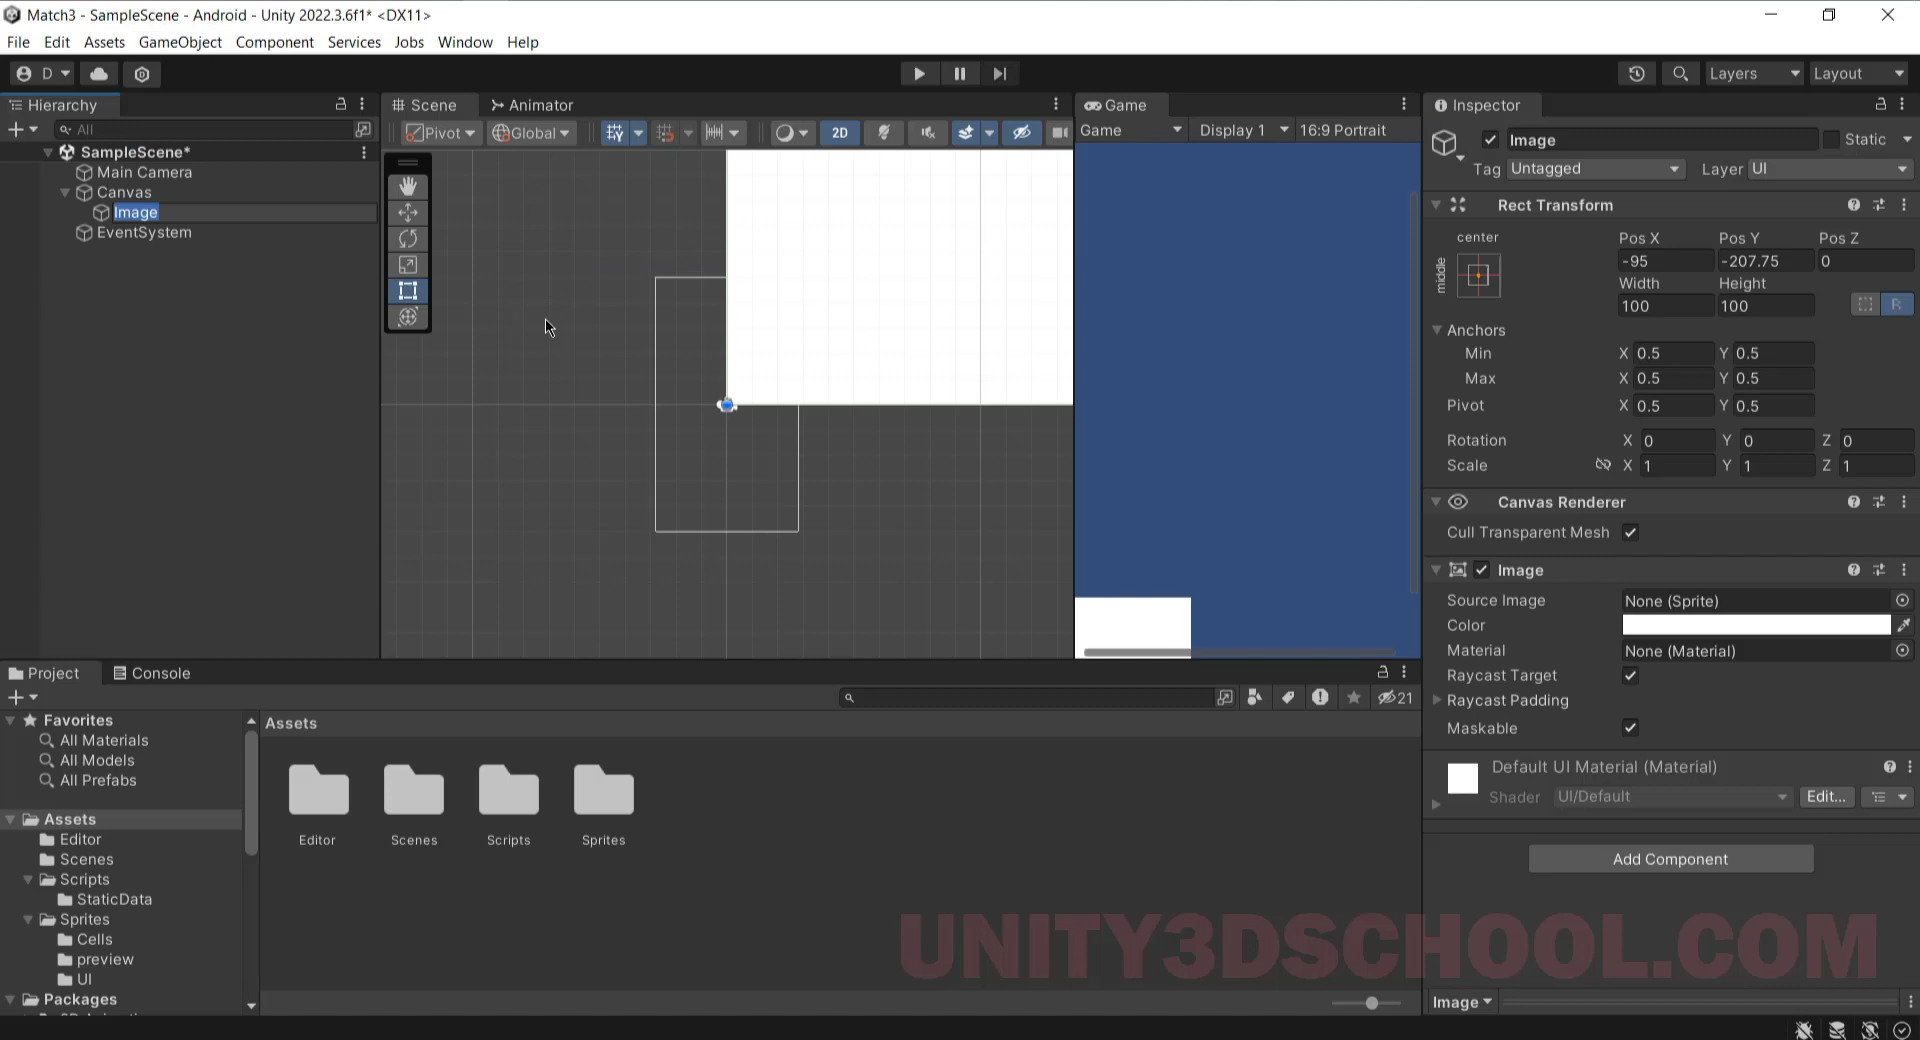 Match3 - SampleScene - Android - Unity 2022.3.6f1* <DX11>
File Edit Assets GameObject Component Services Jobs Window Help
D Layers Layout
Hierarchy
All
SampleScene*
Main Camera
Canvas
Image
EventSystem
Scene Animator
Pivot Global 2D
Game
Game Display 1 16:9 Portrait
Inspector
Image Static
Tag Untagged Layer UI
Rect Transform
center
middle
Pos X Pos Y Pos Z
-95 -207.75 0
Width Height
100 100 R
Anchors
Min X 0.5 Y 0.5
Max X 0.5 Y 0.5
Pivot X 0.5 Y 0.5
Rotation X 0 Y 0 Z 0
Scale X 1 Y 1 Z 1
Canvas Renderer
Cull Transparent Mesh
Image
Source Image None (Sprite)
Color
Material None (Material)
Raycast Target
Raycast Padding
Maskable
Default UI Material (Material)
Shader UI/Default Edit...
Add Component
Image
Project Console
21
Favorites
All Materials
All Models
All Prefabs
Assets
Editor
Scenes
Scripts
StaticData
Sprites
Cells
preview
UI
Packages
Assets
Editor Scenes Scripts Sprites
UNITY3DSCHOOL.COM